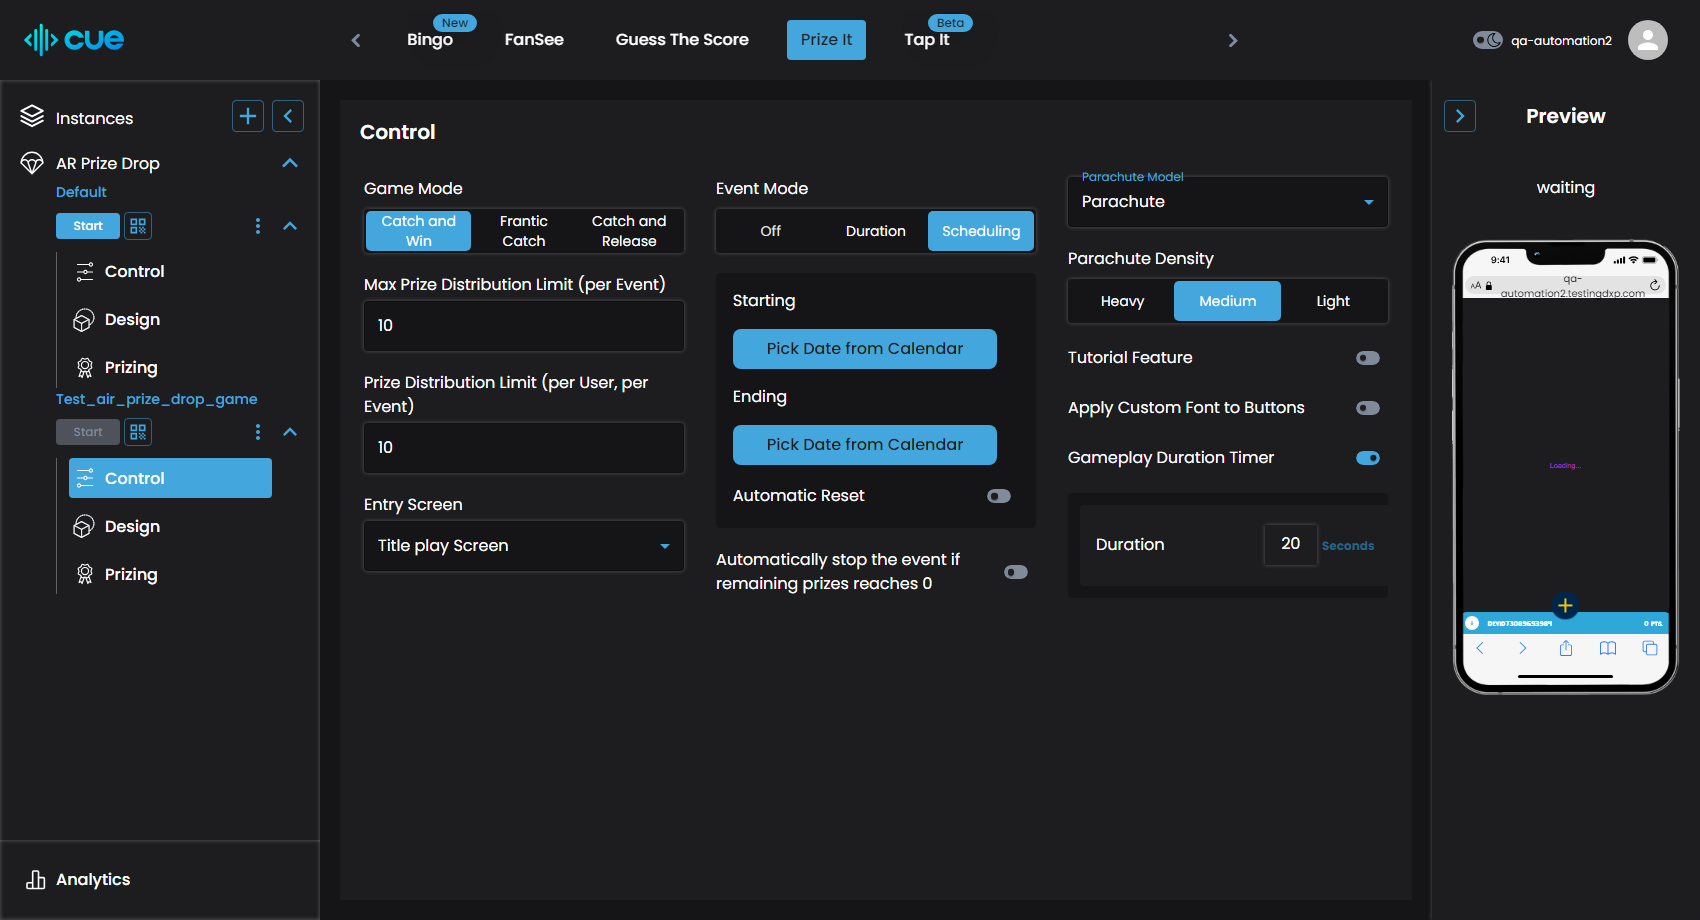 cue
New
Bingo
FanSee
Guess The Score
Prize It
Beta
Tap It
qa-automation2
Instances
AR Prize Drop
Default
Start
Control
Design
Prizing
Test_air_prize_drop_game
Start
Control
Design
Prizing
Analytics
Control
Game Mode
Catch and
Win
Frantic
Catch
Catch and
Release
Max Prize Distribution Limit (per Event)
10
Prize Distribution Limit (per User, per
Event)
10
Entry Screen
Title play Screen
Event Mode
Off
Duration
Scheduling
Starting
Pick Date from Calendar
Ending
Pick Date from Calendar
Automatic Reset
Automatically stop the event if
remaining prizes reaches 0
Parachute Model
Parachute
Parachute Density
Heavy
Medium
Light
Tutorial Feature
Apply Custom Font to Buttons
Gameplay Duration Timer
Duration
20
Seconds
Preview
waiting
9:41
AA
qa-
automation2.testingdxp.com
Loading...
0 PTS.